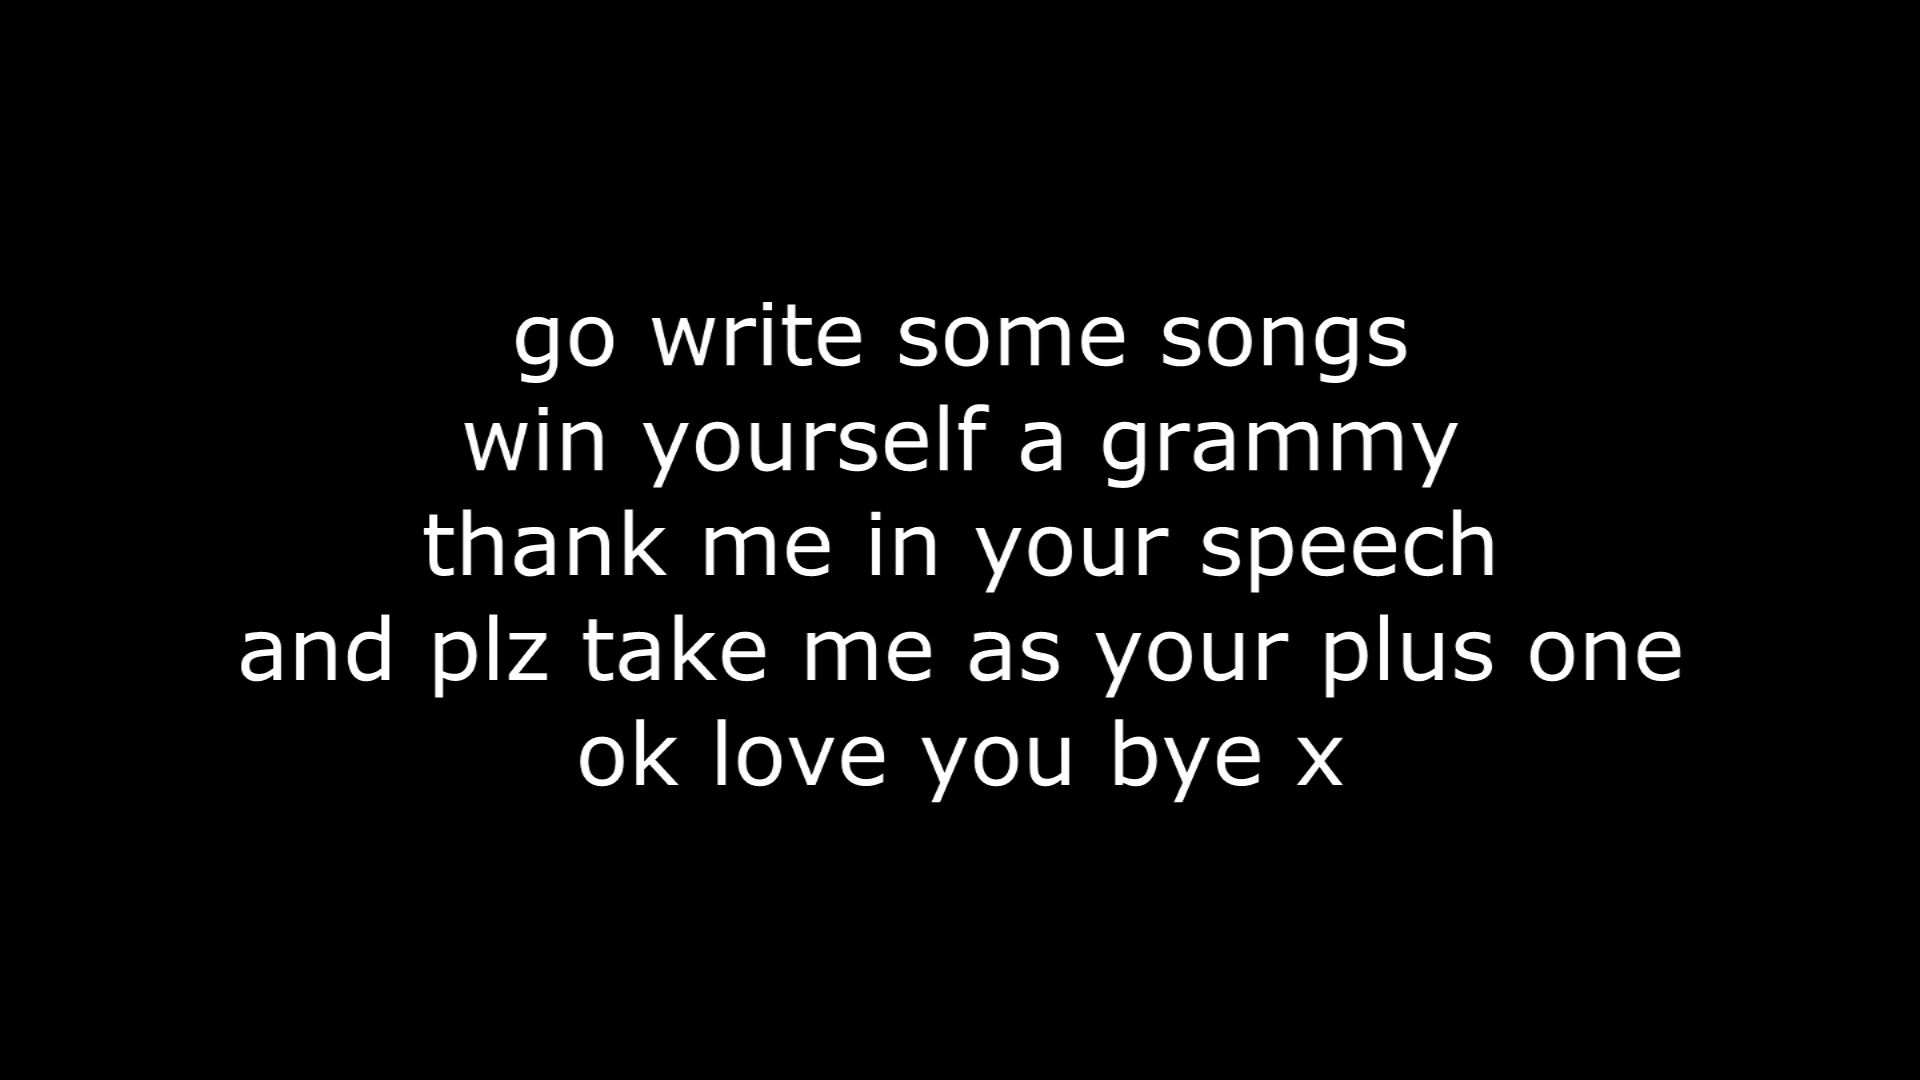 go write some songs
win yourself a grammy
thank me in your speech
and plz take me as your plus one
ok love you bye x